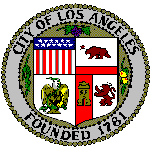 CITY OF LOS ANGELES
FOUNDED 1781